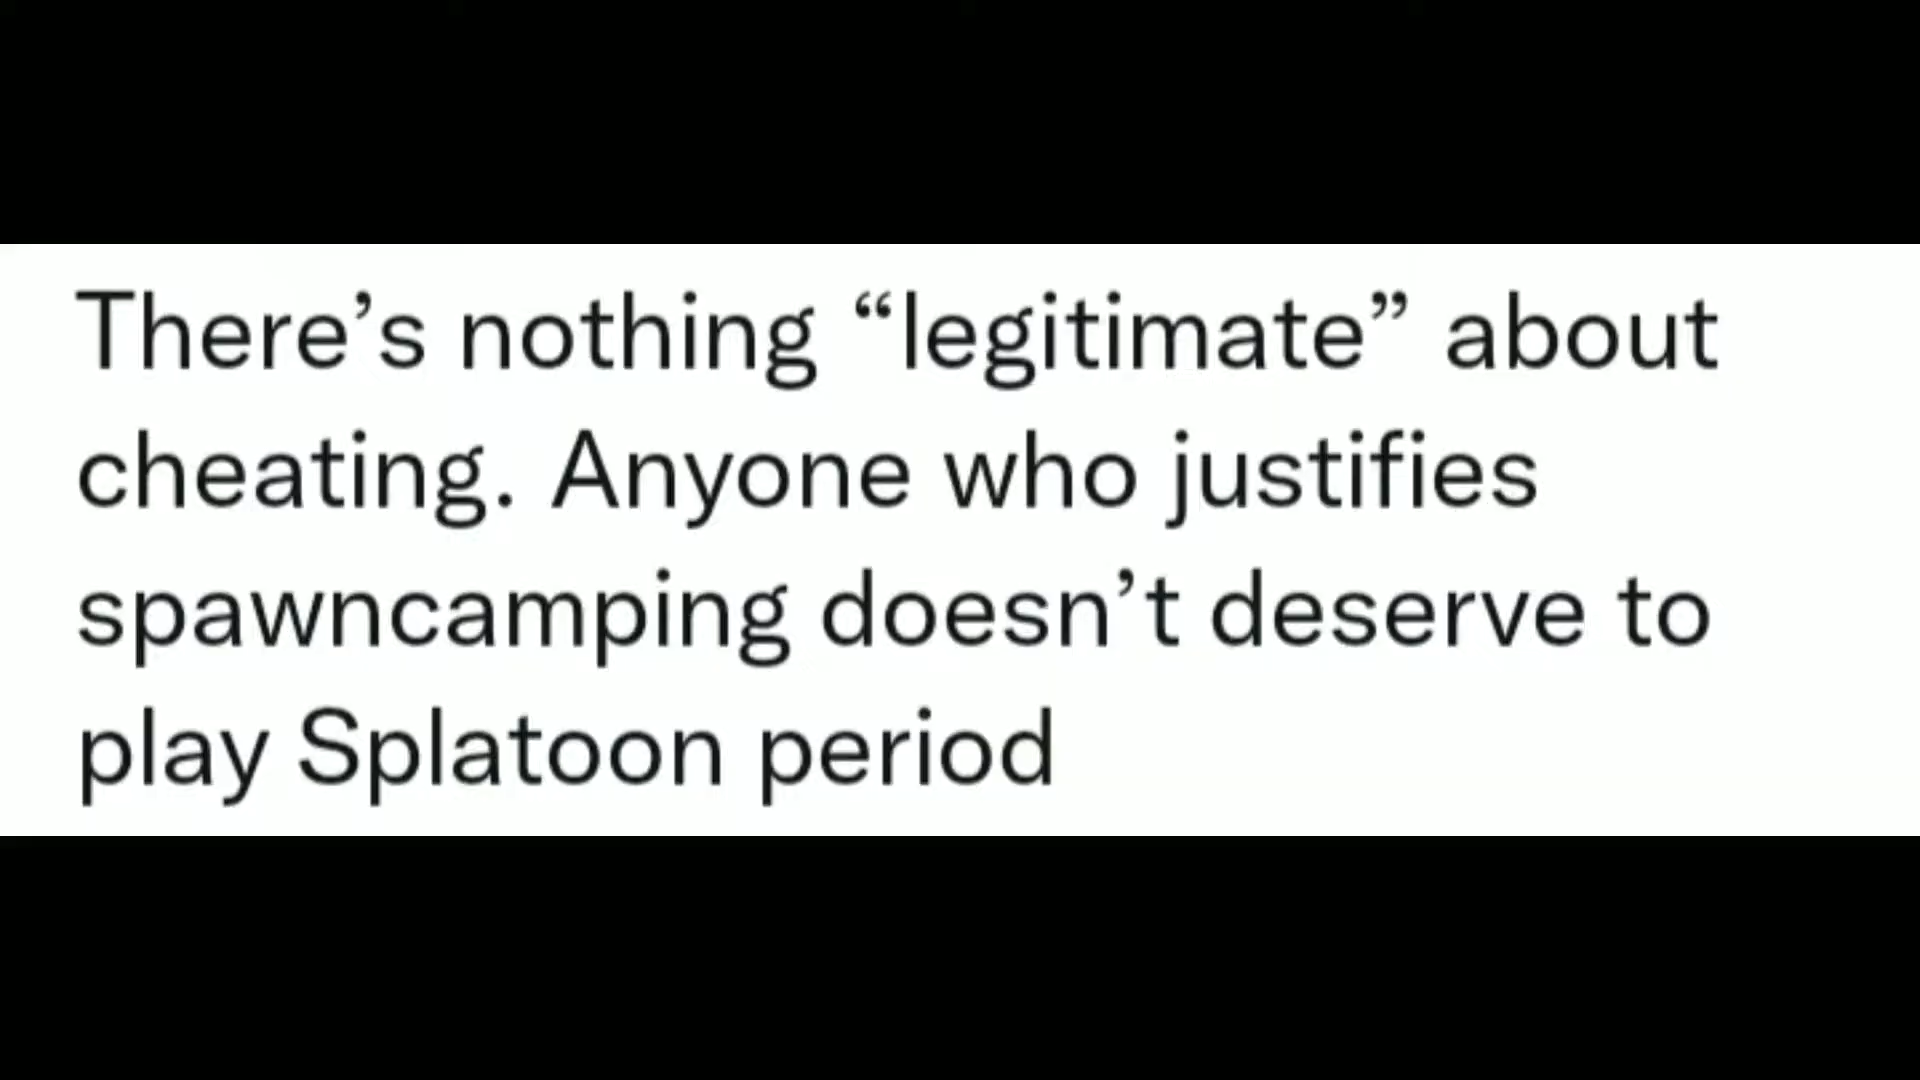 There’s nothing “legitimate” about
cheating. Anyone who justifies
spawncamping doesn’t deserve to
play Splatoon period